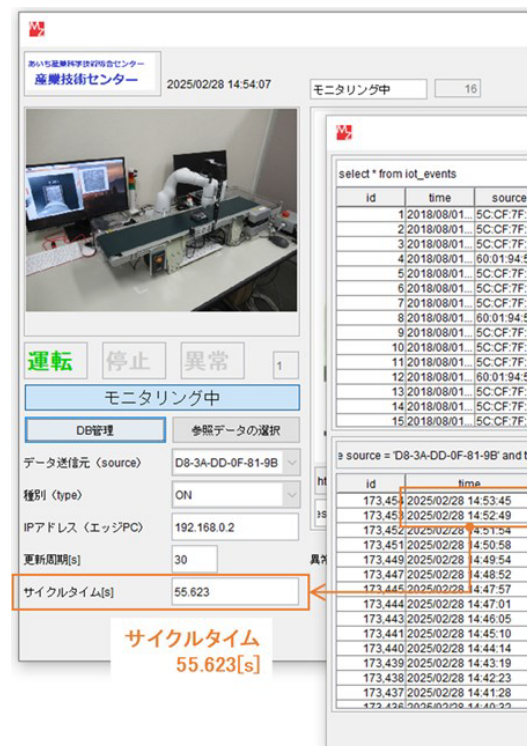 あいち産業科学技術総合センター
産業技術センター
2025/02/28 14:54:07
モニタリング中
16
運転
停止
異常
1
モニタリング中
DB管理
参照データの選択
データ送信元 (source)
D8-3A-DD-0F-81-9B
種別 (type)
ON
IPアドレス (エッジPC)
192.168.0.2
更新周期[s]
30
サイクルタイム[s]
55.623
サイクルタイム
55.623[s]
select * from iot_events
id time source
1 2018/08/01... 5C:CF:7F:
2 2018/08/01... 5C:CF:7F:
3 2018/08/01... 5C:CF:7F:
4 2018/08/01... 60:01:94:5
5 2018/08/01... 5C:CF:7F:
6 2018/08/01... 5C:CF:7F:
7 2018/08/01... 5C:CF:7F:
8 2018/08/01... 60:01:94:5
9 2018/08/01... 5C:CF:7F:
10 2018/08/01... 5C:CF:7F:
11 2018/08/01... 5C:CF:7F:
12 2018/08/01... 60:01:94:5
13 2018/08/01... 5C:CF:7F:
14 2018/08/01... 5C:CF:7F:
15 2018/08/01... 5C:CF:7F:
e source = 'D8-3A-DD-0F-81-9B' and t
id time
173,454 2025/02/28 14:53:45
173,453 2025/02/28 14:52:49
173,452 2025/02/28 14:51:54
173,451 2025/02/28 14:50:58
173,449 2025/02/28 14:49:54
173,447 2025/02/28 14:48:52
173,445 2025/02/28 14:47:57
173,444 2025/02/28 14:47:01
173,443 2025/02/28 14:46:05
173,441 2025/02/28 14:45:10
173,440 2025/02/28 14:44:14
173,439 2025/02/28 14:43:19
173,438 2025/02/28 14:42:23
173,437 2025/02/28 14:41:28
173,436 2025/02/28 14:40:32